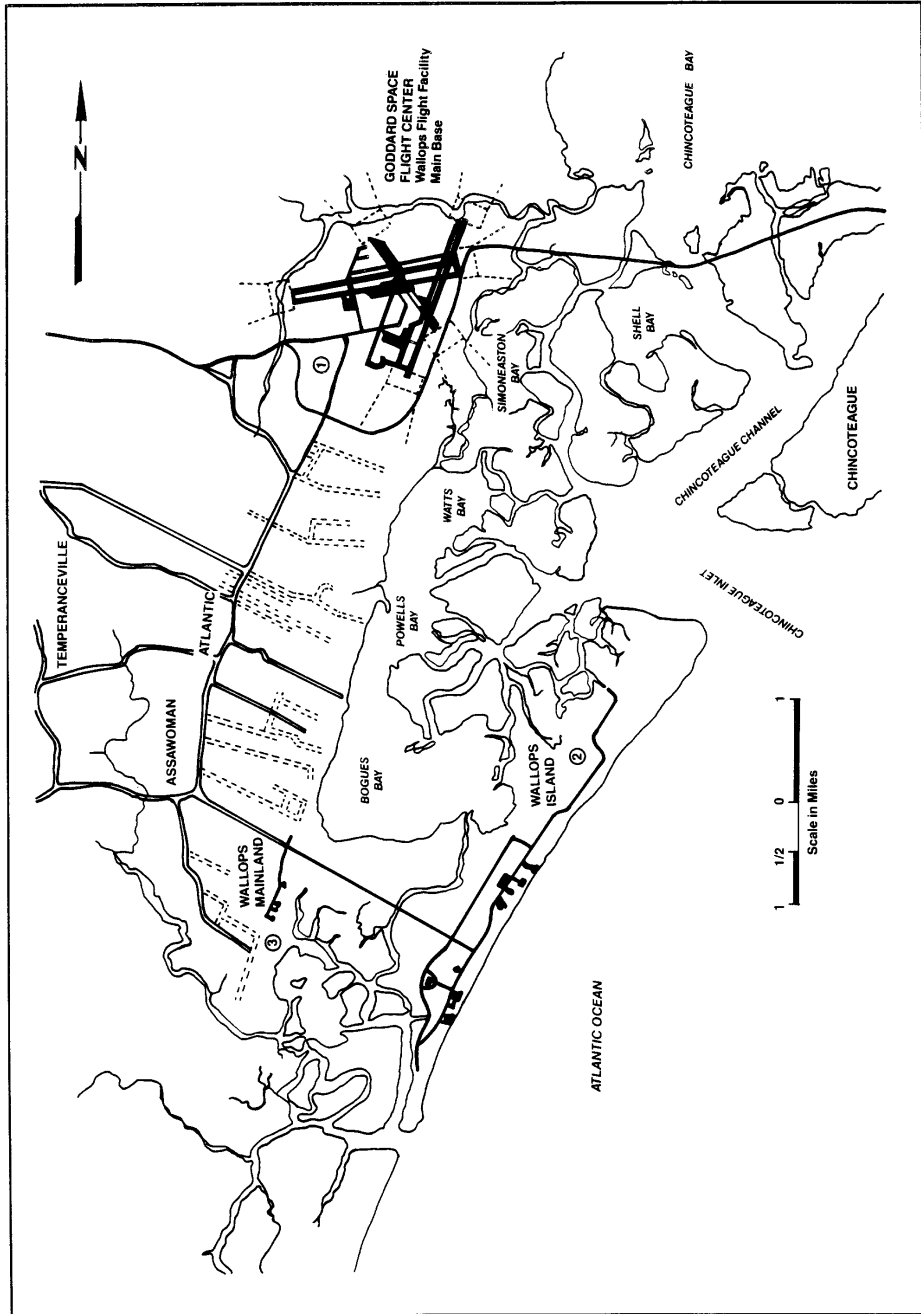 N
GODDARD SPACE
FLIGHT CENTER
Wallops Flight Facility
Main Base
CHINCOTEAGUE BAY
TEMPERANCEVILLE
ATLANTIC
ASSAWOMAN
1
WALLOPS
MAINLAND
3
BOGUES
BAY
POWELLS
BAY
WATTS
BAY
SIMONEASTON
BAY
SHELL
BAY
WALLOPS
ISLAND
2
CHINCOTEAGUE CHANNEL
CHINCOTEAGUE INLET
CHINCOTEAGUE
ATLANTIC OCEAN
1 1/2 0 1
Scale in Miles